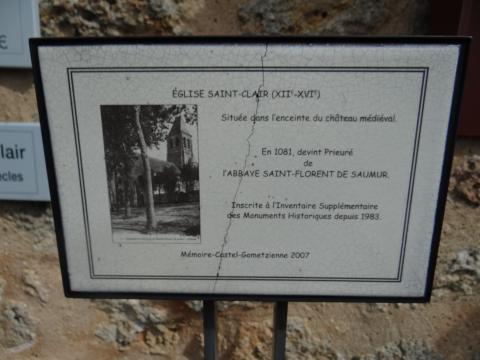 ÉGLISE SAINT-CLAIR (XIIᵉ-XVIᵉ)
Située dans l'enceinte du château médiéval.
En 1081, devint Prieuré
de
l'ABBAYE SAINT-FLORENT DE SAUMUR.
Inscrite à l'Inventaire Supplémentaire
des Monuments Historiques depuis 1983.
Mémoire-Castel-Gometzienne 2007
lair
ècles